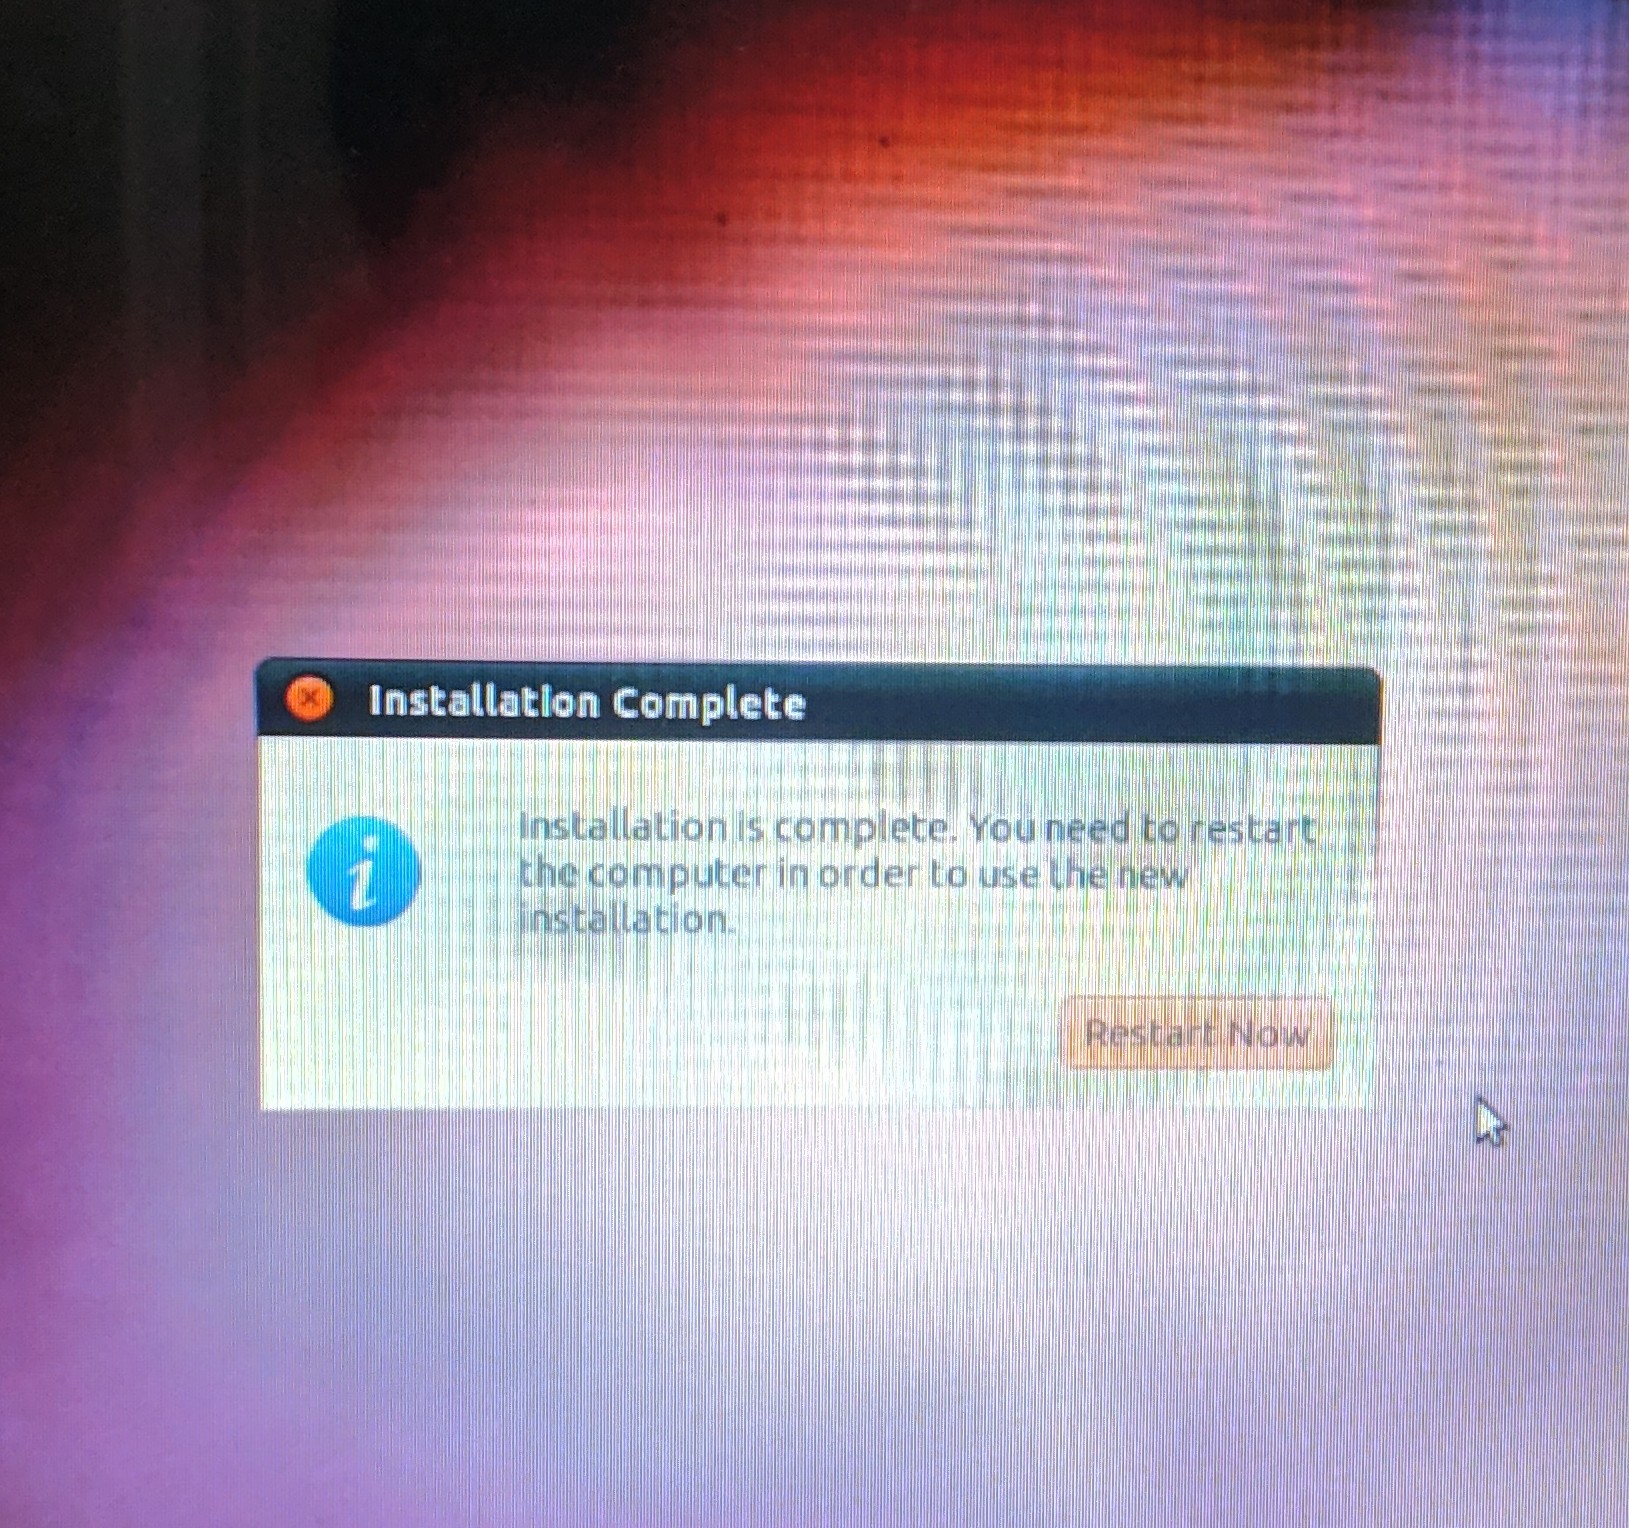 Installation Complete
Installation is complete. You need to restart
the computer in order to use the new
installation.
Restart Now